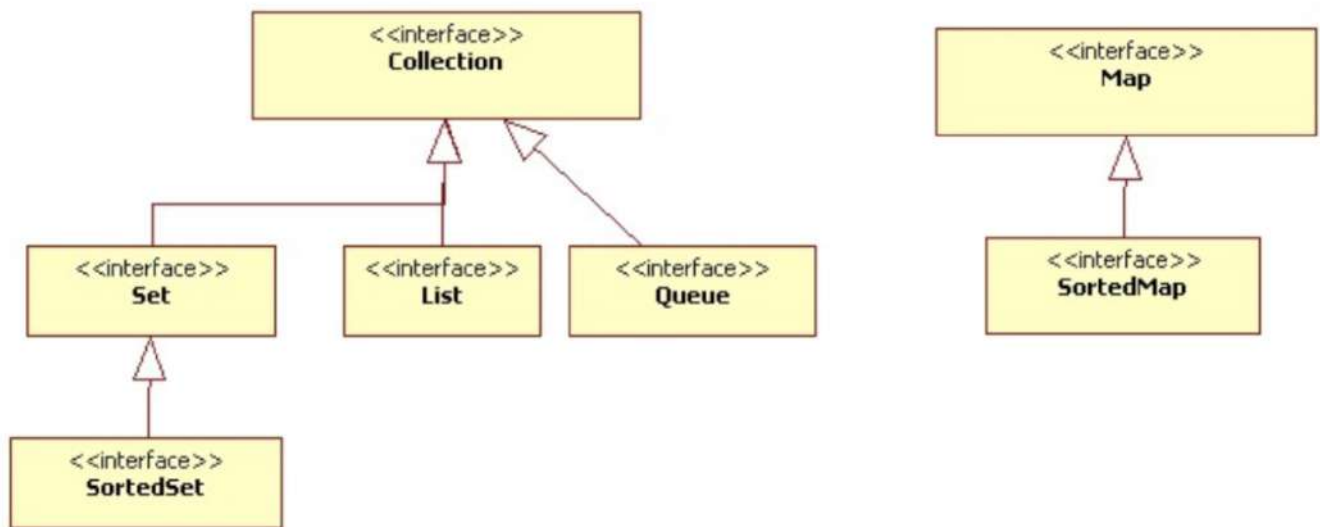 <<interface>>
Collection
<<interface>>
Map
<<interface>>
Set
<<interface>>
List
<<interface>>
Queue
<<interface>>
SortedMap
<<interface>>
SortedSet